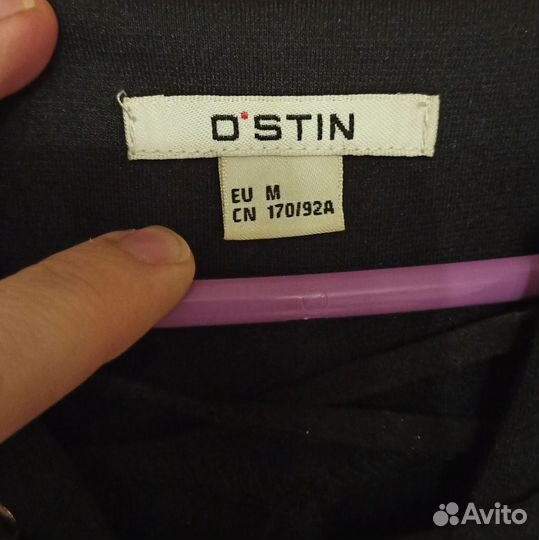 O'STIN
EU M
CN 170/92A
Avito